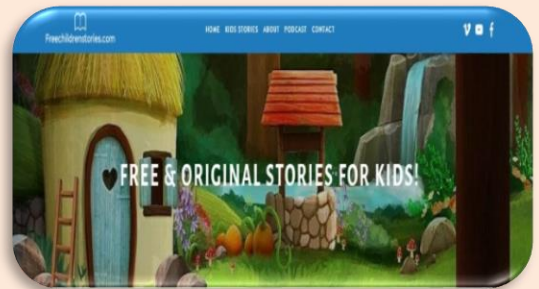 Freechildrenstories.com
HOME KIDS STORIES ABOUT PODCAST CONTACT
FREE & ORIGINAL STORIES FOR KIDS!